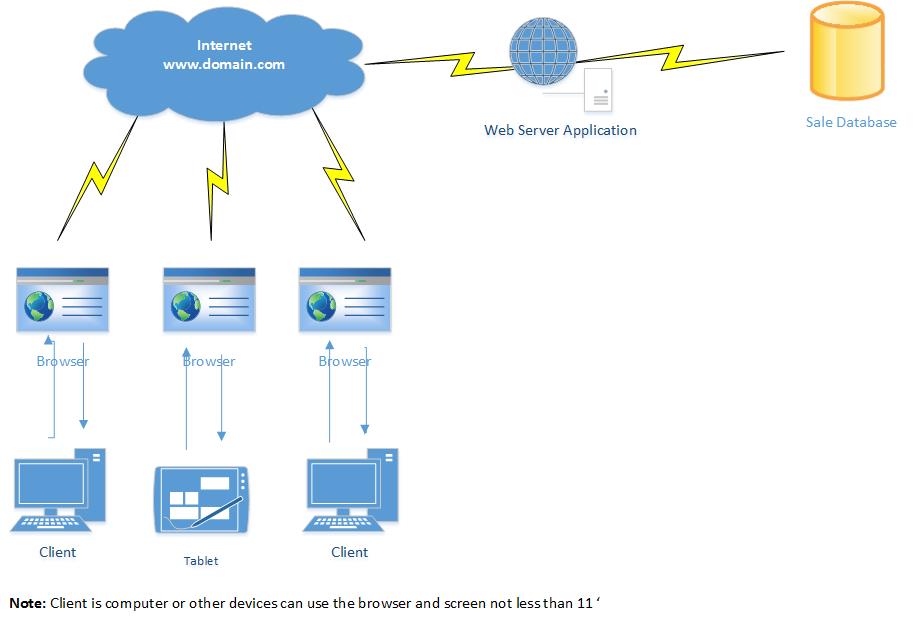 Internet
www.domain.com
Web Server Application
Sale Database
Browser
Browser
Browser
Client
Tablet
Client
Note: Client is computer or other devices can use the browser and screen not less than 11 ‘